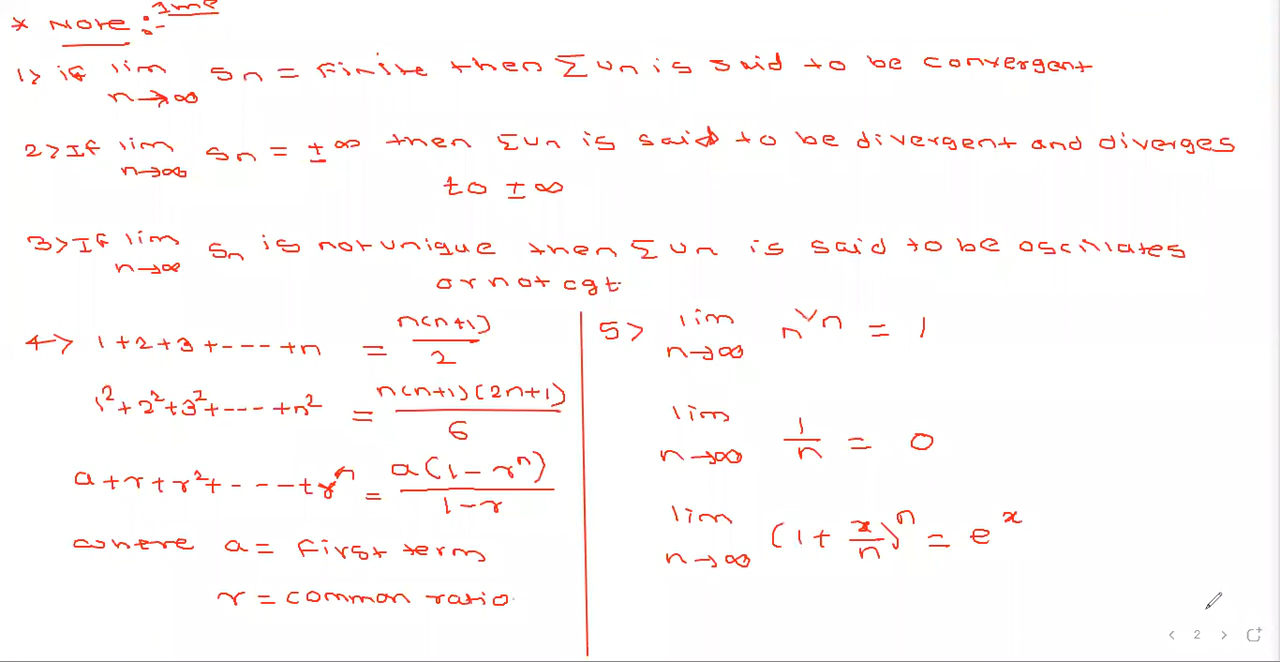 * Note :- Imp
1> if lim n→∞ Sn = Finite then Σun is said to be convergent
2> If lim n→∞ Sn = ±∞ then Σun is said to be divergent and diverges
to ±∞
3> If lim n→∞ Sn is not unique then Σun is said to be oscillates
or not cgt.
4> 1+2+3+----+n = n(n+1)/2
1²+2²+3²+----+n² = n(n+1)(2n+1)/6
a+r+r²+----+rⁿ = a(1-rⁿ)/1-r
where a = first term
r = common ratio.
5> lim n→∞ n^1/n = 1
lim n→∞ 1/n = 0
lim n→∞ (1+x/n)ⁿ = eˣ
2